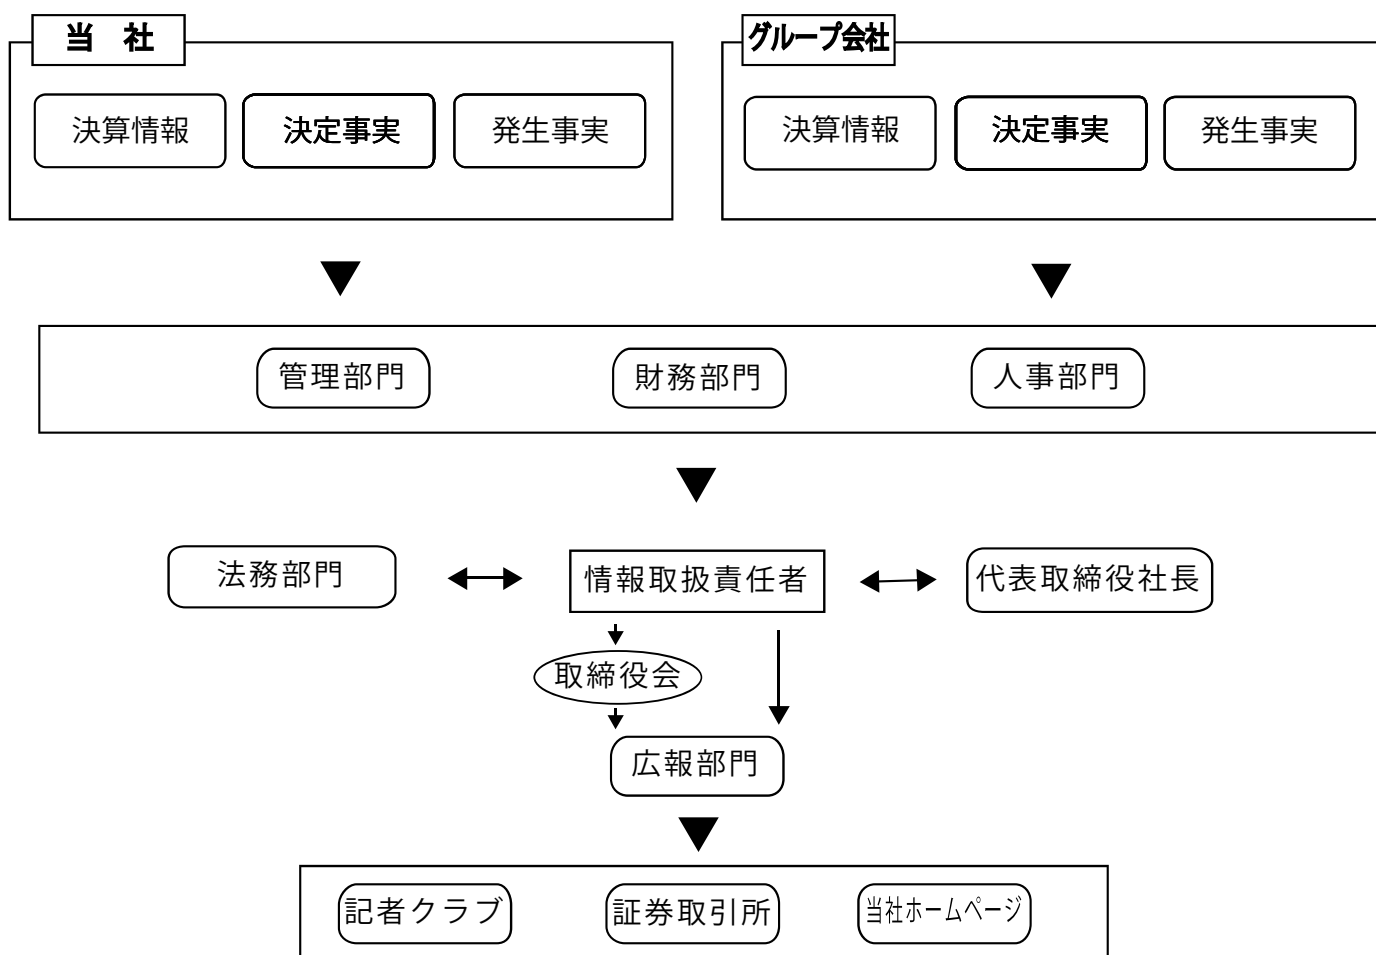 当　社
グループ会社
決算情報
決定事実
発生事実
決算情報
決定事実
発生事実
管理部門
財務部門
人事部門
法務部門
情報取扱責任者
代表取締役社長
取締役会
広報部門
記者クラブ
証券取引所
当社ホームページ